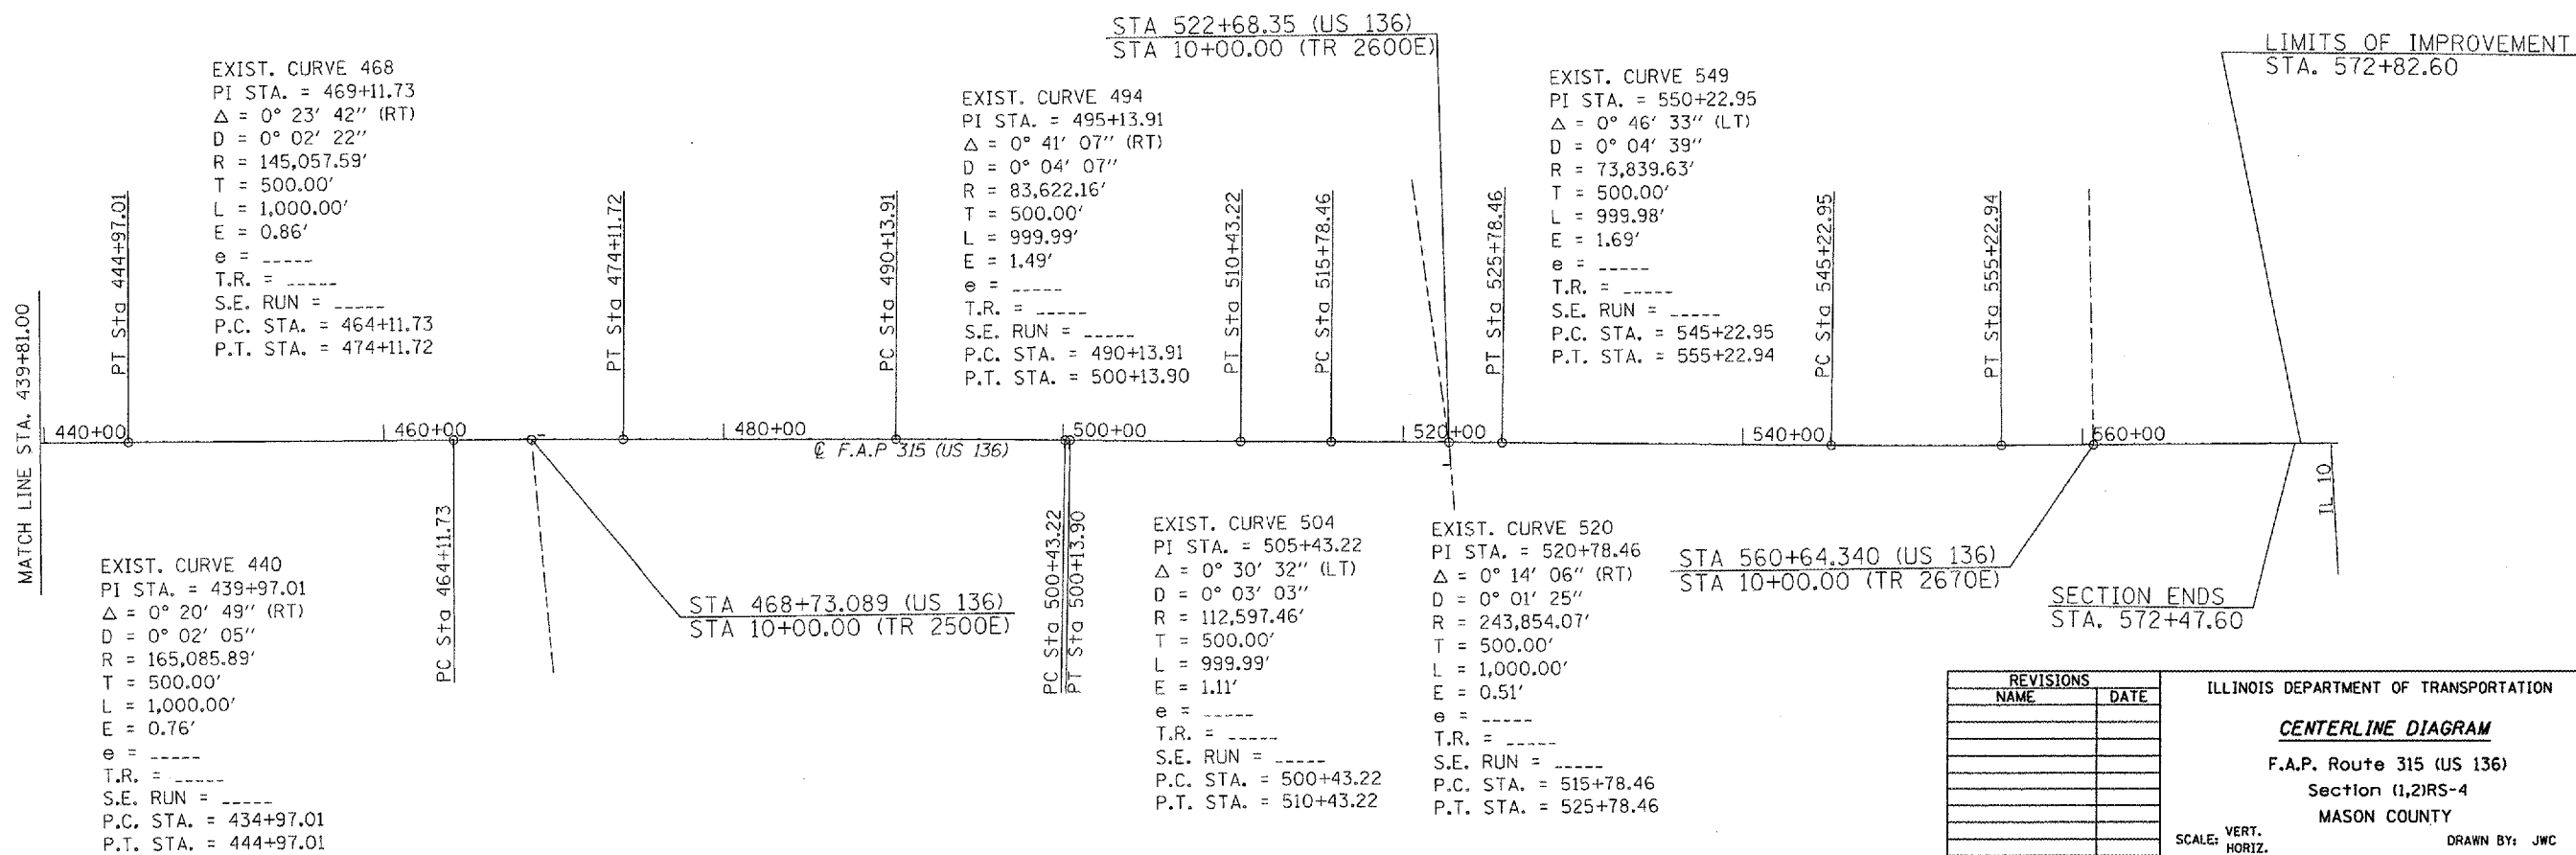 STA 522+68.35 (US 136)
STA 10+00.00 (TR 2600E)
LIMITS OF IMPROVEMENT
STA. 572+82.60
EXIST. CURVE 468
PI STA. = 469+11.73
Δ = 0° 23' 42" (RT)
D = 0° 02' 22"
R = 145,057.59'
T = 500.00'
L = 1,000.00'
E = 0.86'
e = _____
T.R. = _____
S.E. RUN = _____
P.C. STA. = 464+11.73
P.T. STA. = 474+11.72
EXIST. CURVE 494
PI STA. = 495+13.91
Δ = 0° 41' 07" (RT)
D = 0° 04' 07"
R = 83,622.16'
T = 500.00'
L = 999.99'
E = 1.49'
e = _____
T.R. = _____
S.E. RUN = _____
P.C. STA. = 490+13.91
P.T. STA. = 500+13.90
EXIST. CURVE 549
PI STA. = 550+22.95
Δ = 0° 46' 33" (LT)
D = 0° 04' 39"
R = 73,839.63'
T = 500.00'
L = 999.98'
E = 1.69'
e = _____
T.R. = _____
S.E. RUN = _____
P.C. STA. = 545+22.95
P.T. STA. = 555+22.94
MATCH LINE STA. 439+81.00
PT Sta 444+97.01
PT Sta 474+11.72
PC Sta 490+13.91
PT Sta 510+43.22
PC Sta 515+78.46
PT Sta 525+78.46
PC Sta 545+22.95
PT Sta 555+22.94
440+00
460+00
480+00
500+00
520+00
540+00
560+00
℄ F.A.P 315 (US 136)
IL 10
PC Sta 464+11.73
PC Sta 500+43.22
PT Sta 500+13.90
EXIST. CURVE 440
PI STA. = 439+97.01
Δ = 0° 20' 49" (RT)
D = 0° 02' 05"
R = 165,085.89'
T = 500.00'
L = 1,000.00'
E = 0.76'
e = _____
T.R. = _____
S.E. RUN = _____
P.C. STA. = 434+97.01
P.T. STA. = 444+97.01
STA 468+73.089 (US 136)
STA 10+00.00 (TR 2500E)
EXIST. CURVE 504
PI STA. = 505+43.22
Δ = 0° 30' 32" (LT)
D = 0° 03' 03"
R = 112,597.46'
T = 500.00'
L = 999.99'
E = 1.11'
e = _____
T.R. = _____
S.E. RUN = _____
P.C. STA. = 500+43.22
P.T. STA. = 510+43.22
EXIST. CURVE 520
PI STA. = 520+78.46
Δ = 0° 14' 06" (RT)
D = 0° 01' 25"
R = 243,854.07'
T = 500.00'
L = 1,000.00'
E = 0.51'
e = _____
T.R. = _____
S.E. RUN = _____
P.C. STA. = 515+78.46
P.T. STA. = 525+78.46
STA 560+64.340 (US 136)
STA 10+00.00 (TR 2670E)
SECTION ENDS
STA. 572+47.60
REVISIONS
NAME DATE
ILLINOIS DEPARTMENT OF TRANSPORTATION
CENTERLINE DIAGRAM
F.A.P. Route 315 (US 136)
Section (1,2)RS-4
MASON COUNTY
SCALE: VERT.
HORIZ.
DRAWN BY: JWC